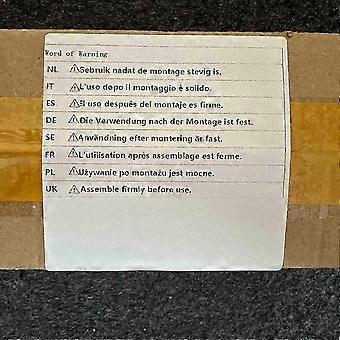 Word of Warning
NL ⚠Gebruik nadat de montage stevig is.
IT ⚠L'uso dopo il montaggio è solido.
ES ⚠El uso después del montaje es firme.
DE ⚠Die Verwendung nach der Montage ist fest.
SE ⚠Användning efter montering är fast.
FR ⚠L'utilisation après assemblage est ferme.
PL ⚠Używanie po montażu jest mocne.
UK ⚠Assemble firmly before use.